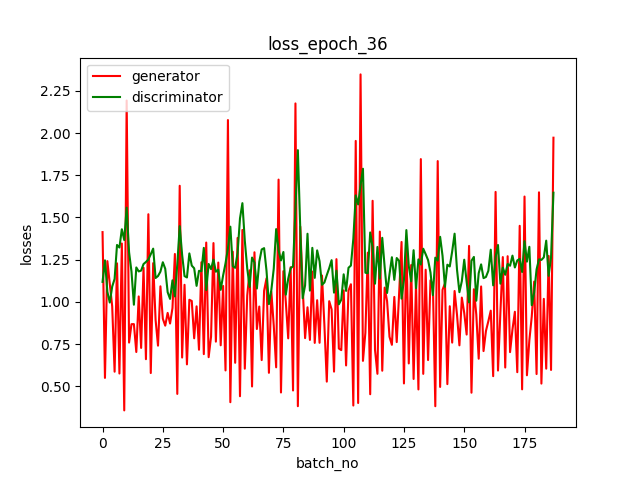 loss_epoch_36
generator
discriminator
losses
2.25
2.00
1.75
1.50
1.25
1.00
0.75
0.50
0 25 50 75 100 125 150 175
batch_no